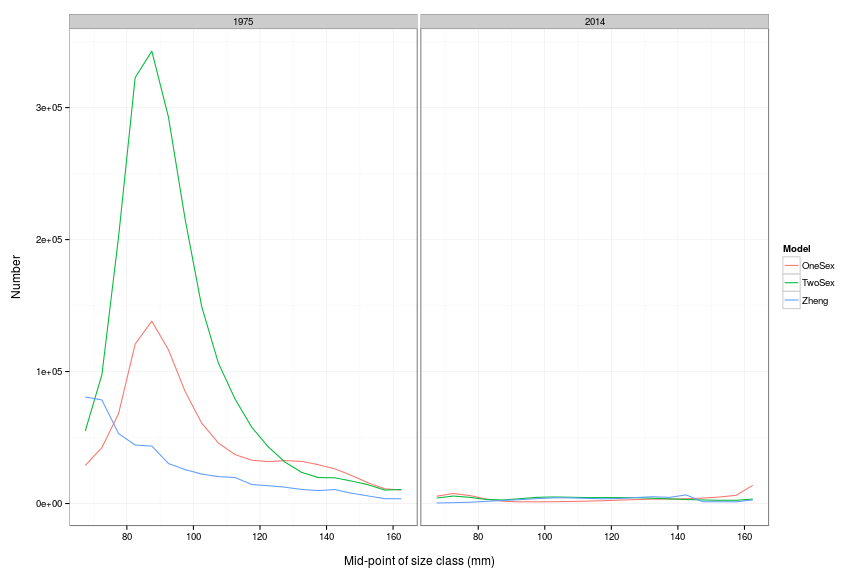 1975 2014
Number
3e+05
2e+05
1e+05
0e+00
80 100 120 140 160 80 100 120 140 160
Mid-point of size class (mm)
Model
OneSex
TwoSex
Zheng